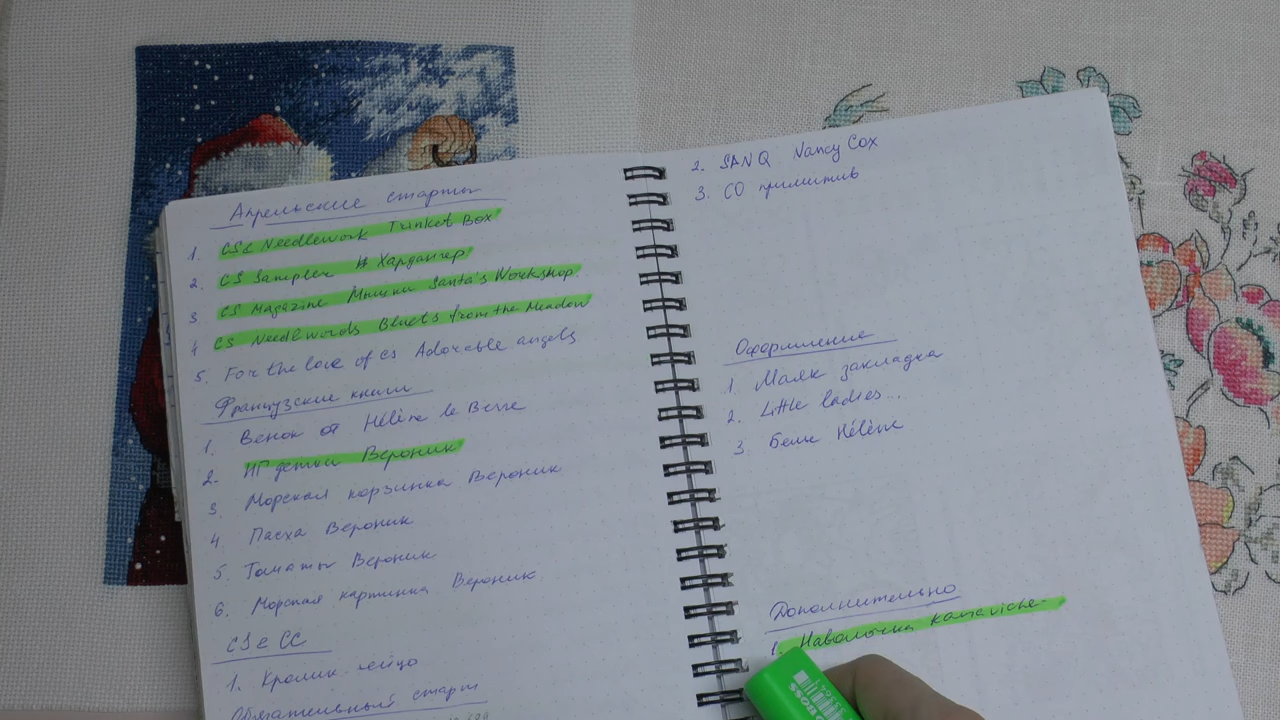 Апрельские старты
1. CS & Needlework Trinket Box
2. CS Sampler Хардангер
3 CS Magazine Мышки Santa's Workshop.
4 CS Needlewords Bluets from the Meadow
5. For the love of CS Adorable angels
Французские книги
1. Венок от Hélène le Berre
2. НГ детки Вероник
3. Морская корзинка Вероник
4 Пасха Вероник
5. Томаты Вероник
6. Морская картинка Вероник
CS e CC
1. Кролик яйцо
Обязательный старт
2. SANQ Nancy Cox
3. CO примитив
Оформление
1. Маяк закладка
2. Little ladies...
3. Белье Hélène
Дополнительно
1. Наволочка
BOSS